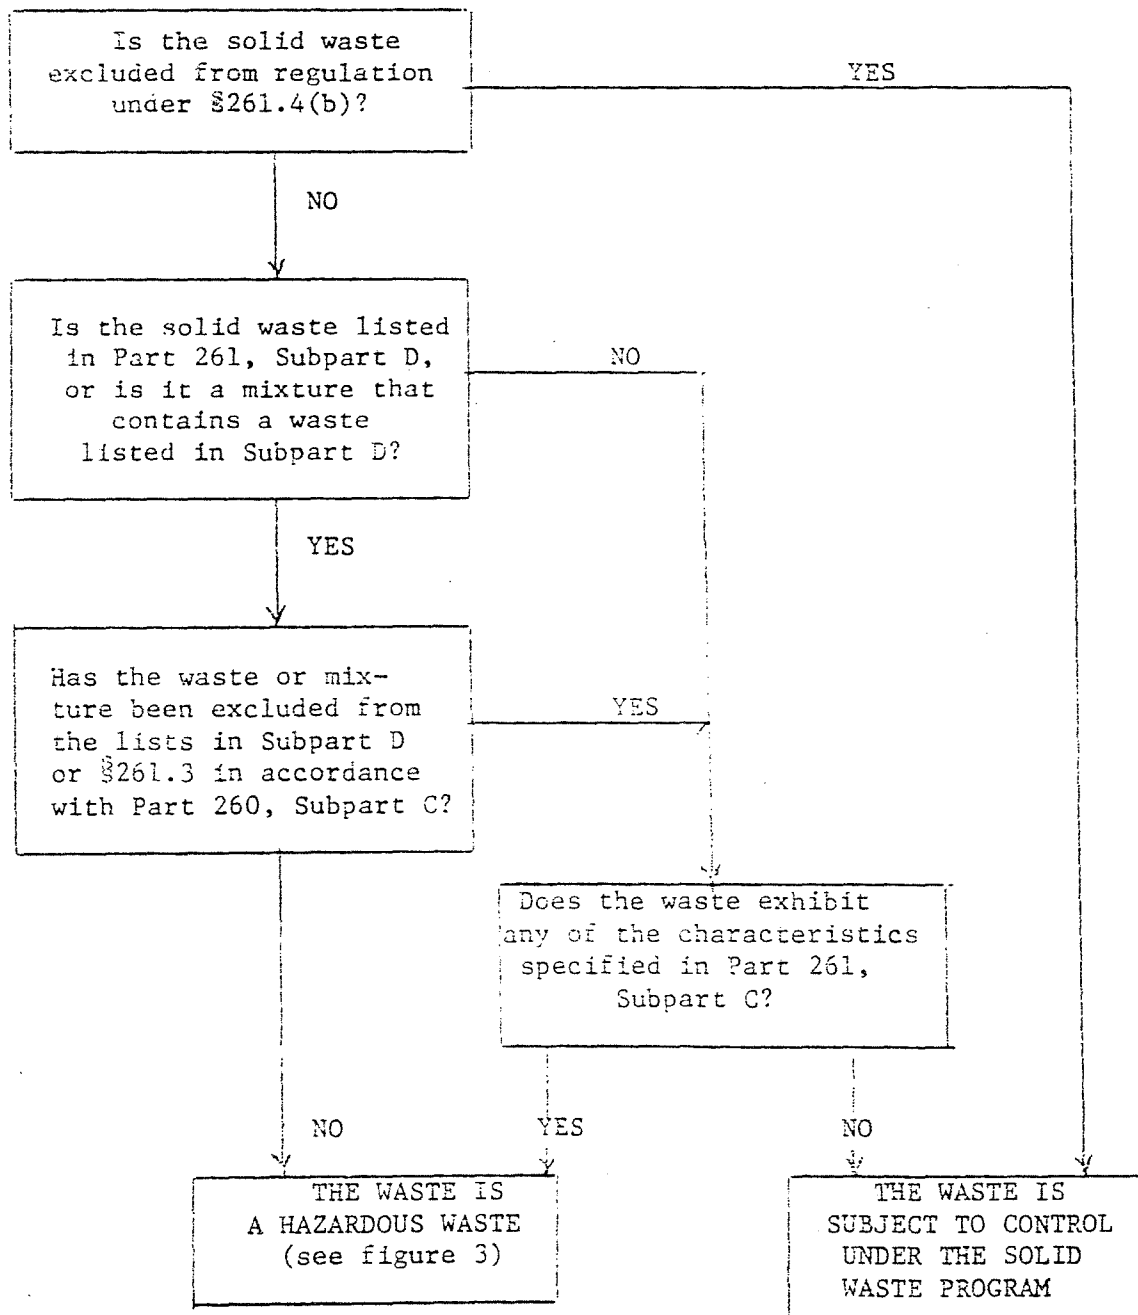 Is the solid waste
excluded from regulation
under §261.4(b)?
YES
NO
Is the solid waste listed
in Part 261, Subpart D,
or is it a mixture that
contains a waste
listed in Subpart D?
NO
YES
Has the waste or mix-
ture been excluded from
the lists in Subpart D
or §261.3 in accordance
with Part 260, Subpart C?
YES
Does the waste exhibit
any of the characteristics
specified in Part 261,
Subpart C?
NO
YES
NO
THE WASTE IS
A HAZARDOUS WASTE
(see figure 3)
THE WASTE IS
SUBJECT TO CONTROL
UNDER THE SOLID
WASTE PROGRAM